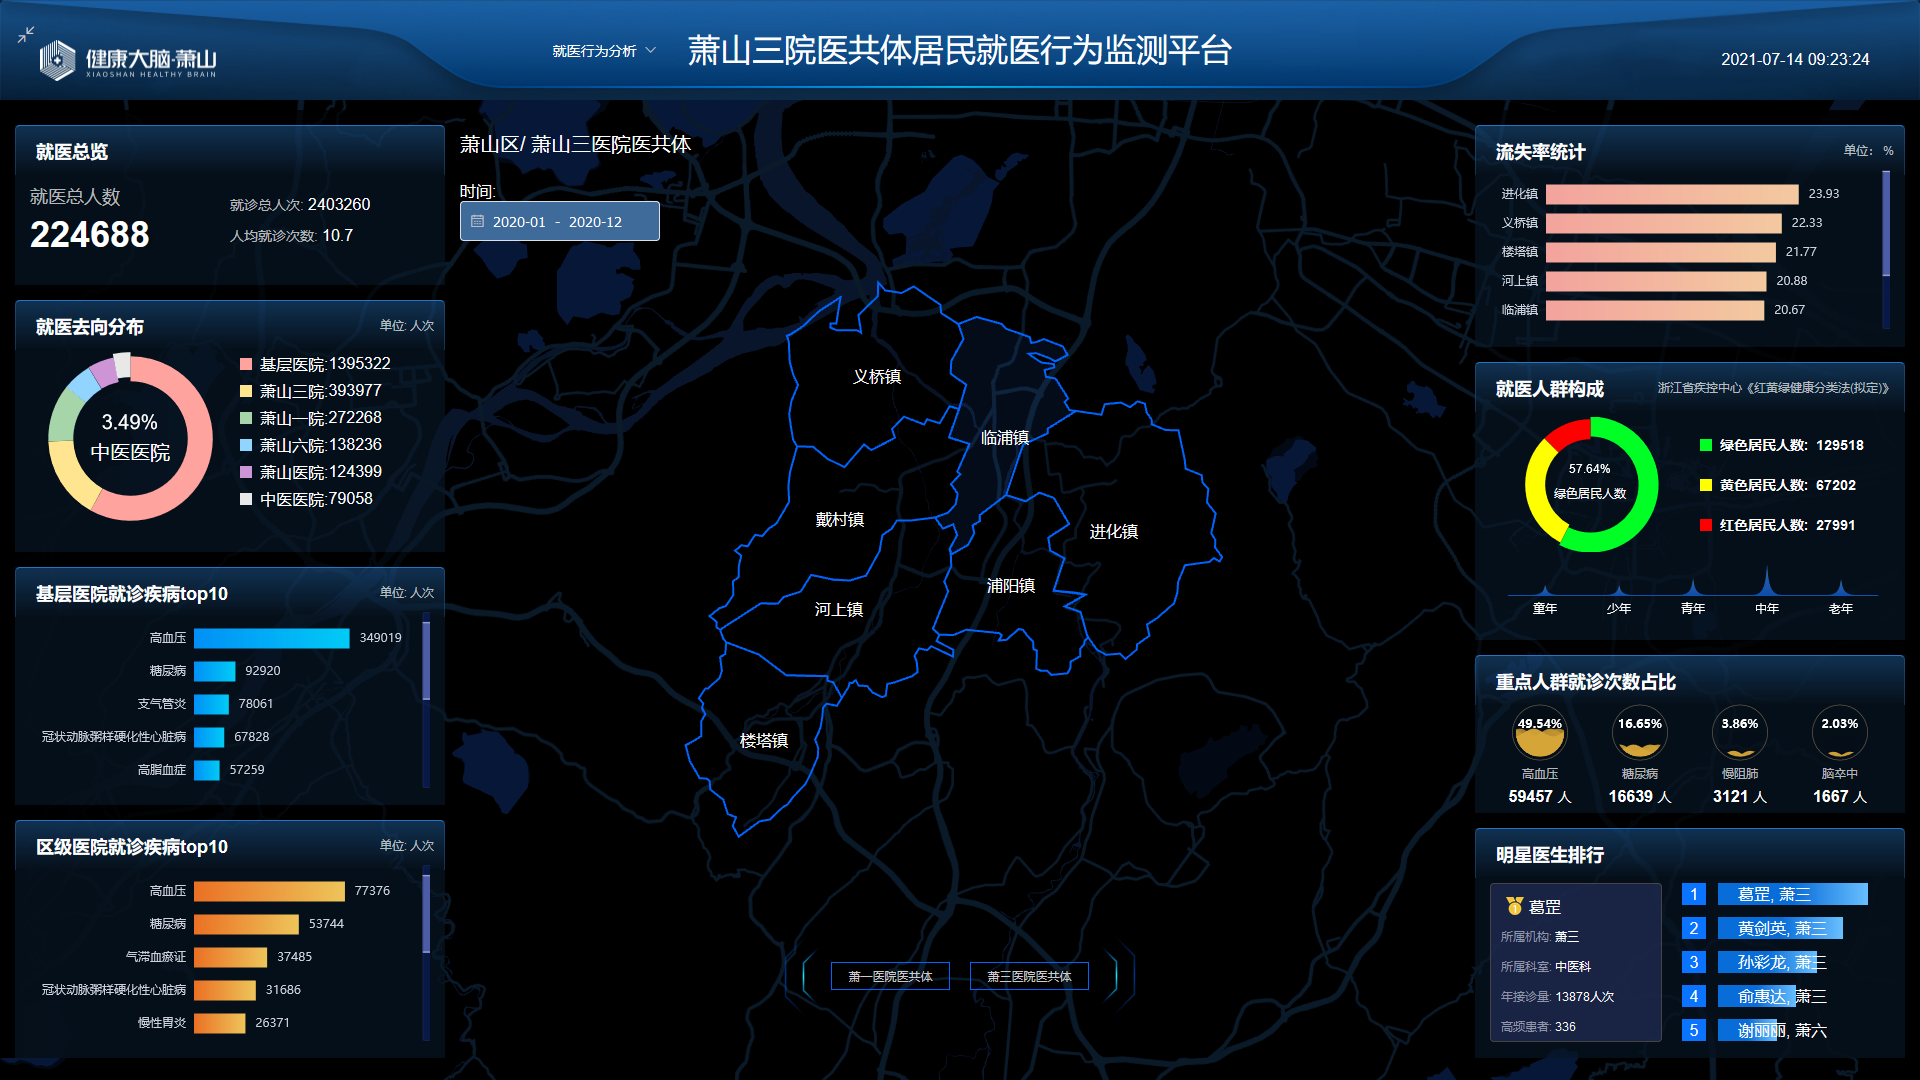 健康大脑·萧山
XIAOSHAN HEALTHY BRAIN
就医行为分析
萧山三院医共体居民就医行为监测平台
2021-07-14 09:23:24
就医总览
就医总人数
224688
就诊总人次: 2403260
人均就诊次数: 10.7
就医去向分布
单位: 人次
3.49%
中医医院
基层医院:1395322
萧山三院:393977
萧山一院:272268
萧山六院:138236
萧山医院:124399
中医医院:79058
基层医院就诊疾病top10
单位: 人次
高血压 349019
糖尿病 92920
支气管炎 78061
冠状动脉粥样硬化性心脏病 67828
高脂血症 57259
区级医院就诊疾病top10
单位: 人次
高血压 77376
糖尿病 53744
气滞血瘀证 37485
冠状动脉粥样硬化性心脏病 31686
慢性胃炎 26371
萧山区/ 萧山三医院医共体
时间:
2020-01 - 2020-12
义桥镇
临浦镇
戴村镇
进化镇
浦阳镇
河上镇
楼塔镇
萧一医院医共体
萧三医院医共体
流失率统计
单位: %
进化镇 23.93
义桥镇 22.33
楼塔镇 21.77
河上镇 20.88
临浦镇 20.67
就医人群构成
浙江省疾控中心《红黄绿健康分类法(拟定)》
57.64%
绿色居民人数
绿色居民人数: 129518
黄色居民人数: 67202
红色居民人数: 27991
童年 少年 青年 中年 老年
重点人群就诊次数占比
49.54% 16.65% 3.86% 2.03%
高血压 糖尿病 慢阻肺 脑卒中
59457 人 16639 人 3121 人 1667 人
明星医生排行
1
葛罡
所属机构: 萧三
所属科室: 中医科
年接诊量: 13878人次
高频患者: 336
1 葛罡, 萧三
2 黄剑英, 萧三
3 孙彩龙, 萧三
4 俞惠达, 萧三
5 谢丽丽, 萧六